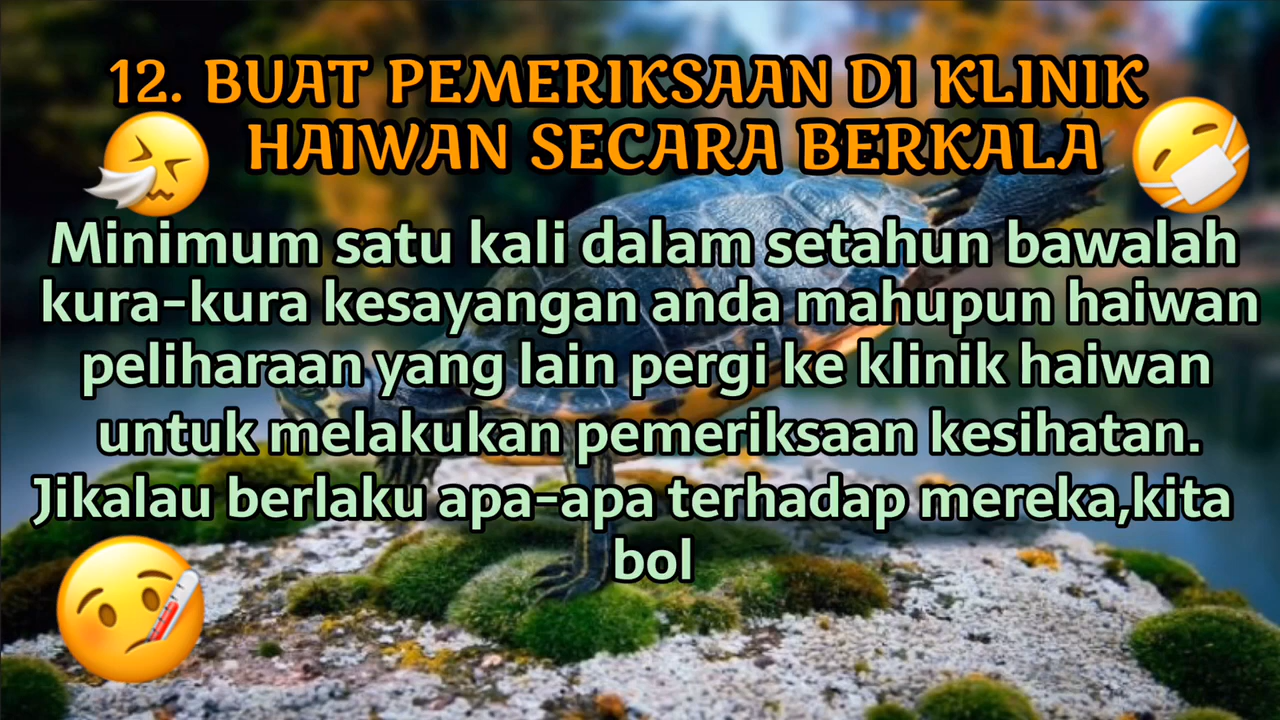 12. BUAT PEMERIKSAAN DI KLINIK
HAIWAN SECARA BERKALA
Minimum satu kali dalam setahun bawalah
kura-kura kesayangan anda mahupun haiwan
peliharaan yang lain pergi ke klinik haiwan
untuk melakukan pemeriksaan kesihatan.
Jikalau berlaku apa-apa terhadap mereka,kita
bol